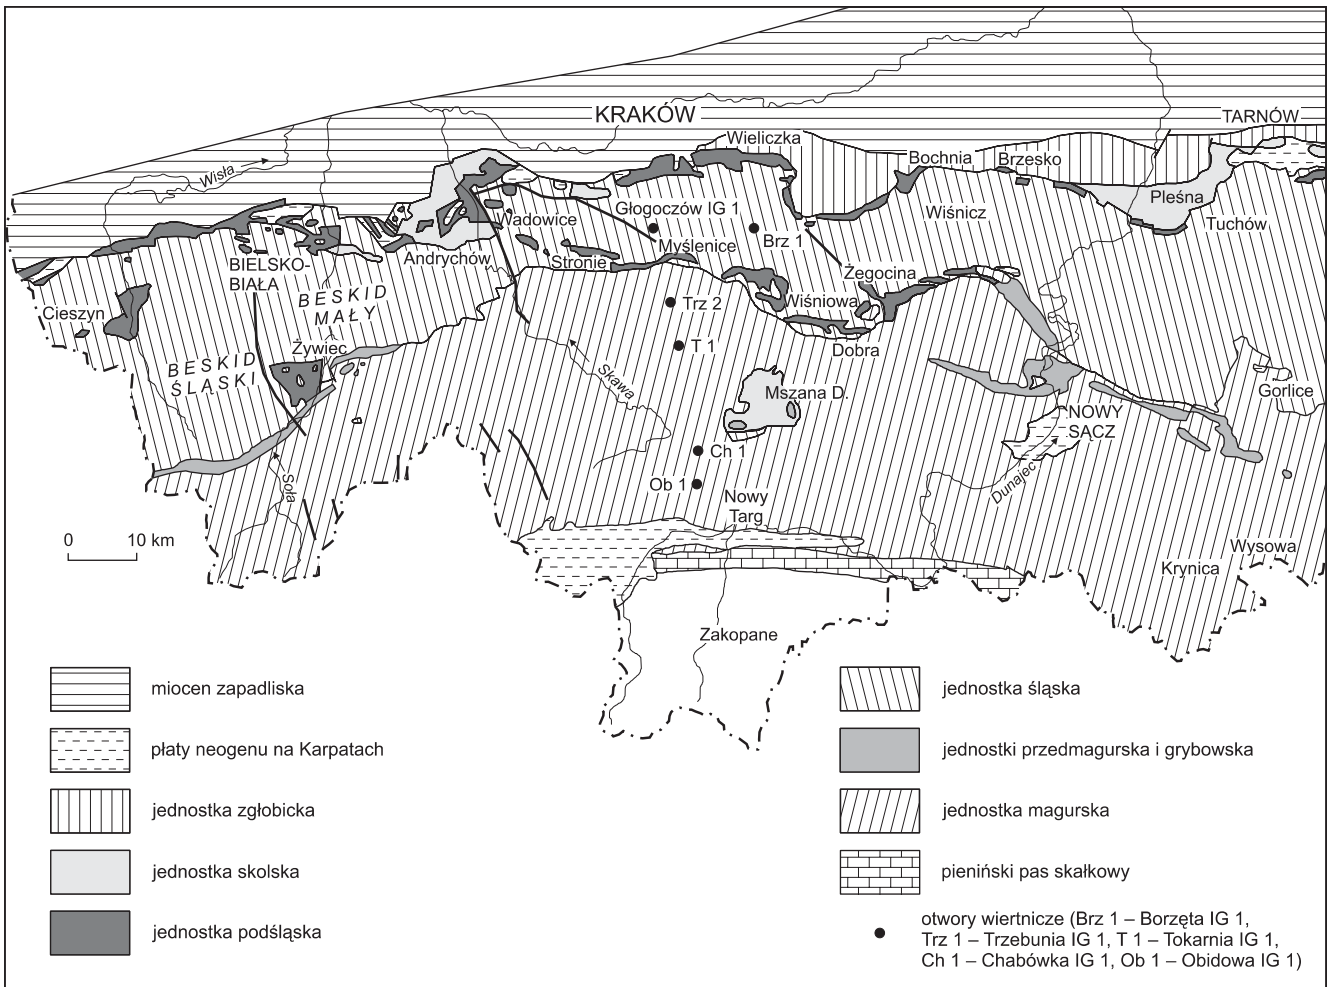 KRAKÓW
TARNÓW
Wieliczka
Bochnia
Brzesko
Wisła
Pleśna
Wadowice
Głogoczów IG 1
Wiśnicz
Tuchów
Myślenice
Brz 1
Andrychów
Stronie
BIELSKO-
BIAŁA
Żegocina
BESKID
MAŁY
Cieszyn
Trz 2
Wiśniowa
T 1
Żywiec
Dobra
BESKID
ŚLĄSKI
Skawa
Mszana D.
Gorlice
NOWY
SĄCZ
Ch 1
Soła
Ob 1
Dunajec
Nowy
Targ
0 10 km
Wysowa
Krynica
Zakopane
miocen zapadliska
płaty neogenu na Karpatach
jednostka zgłobicka
jednostka skolska
jednostka podśląska
jednostka śląska
jednostki przedmagurska i grybowska
jednostka magurska
pieniński pas skałkowy
otwory wiertnicze (Brz 1 – Borzęta IG 1,
Trz 1 – Trzebunia IG 1, T 1 – Tokarnia IG 1,
Ch 1 – Chabówka IG 1, Ob 1 – Obidowa IG 1)